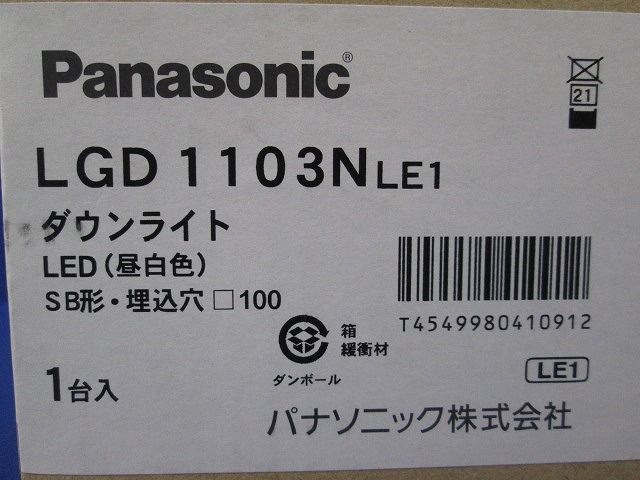 Panasonic®
21
LGD 1103N LE1
ダウンライト
LED(昼白色)
SB形・埋込穴 □100
T4549980410912
箱
緩衝材
ダンボール
1台入
LE1
パナソニック株式会社